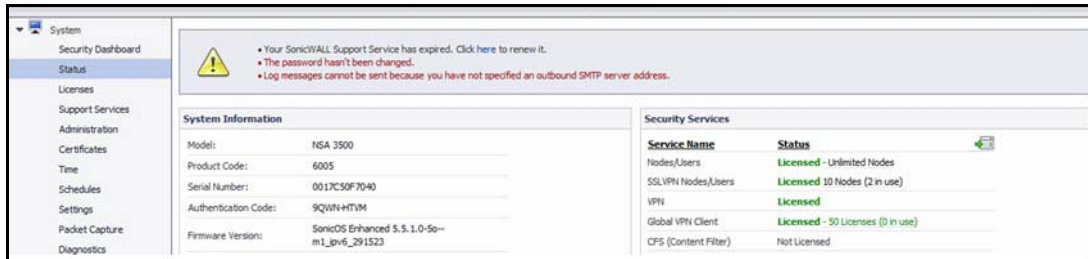 System
Security Dashboard
Status
Licenses
Support Services
Administration
Certificates
Time
Schedules
Settings
Packet Capture
Diagnostics
• Your SonicWALL Support Service has expired. Click here to renew it.
• The password hasn't been changed.
• Log messages cannot be sent because you have not specified an outbound SMTP server address.
System Information
Model: NSA 3500
Product Code: 6005
Serial Number: 0017C50F7040
Authentication Code: 9QWN-HTVM
Firmware Version: SonicOS Enhanced 5.5.1.0-5o--
m1_ipv6_291523
Security Services
Service Name Status
Nodes/Users Licensed - Unlimited Nodes
SSLVPN Nodes/Users Licensed 10 Nodes (2 in use)
VPN Licensed
Global VPN Client Licensed - 50 Licenses (0 in use)
CFS (Content Filter) Not Licensed